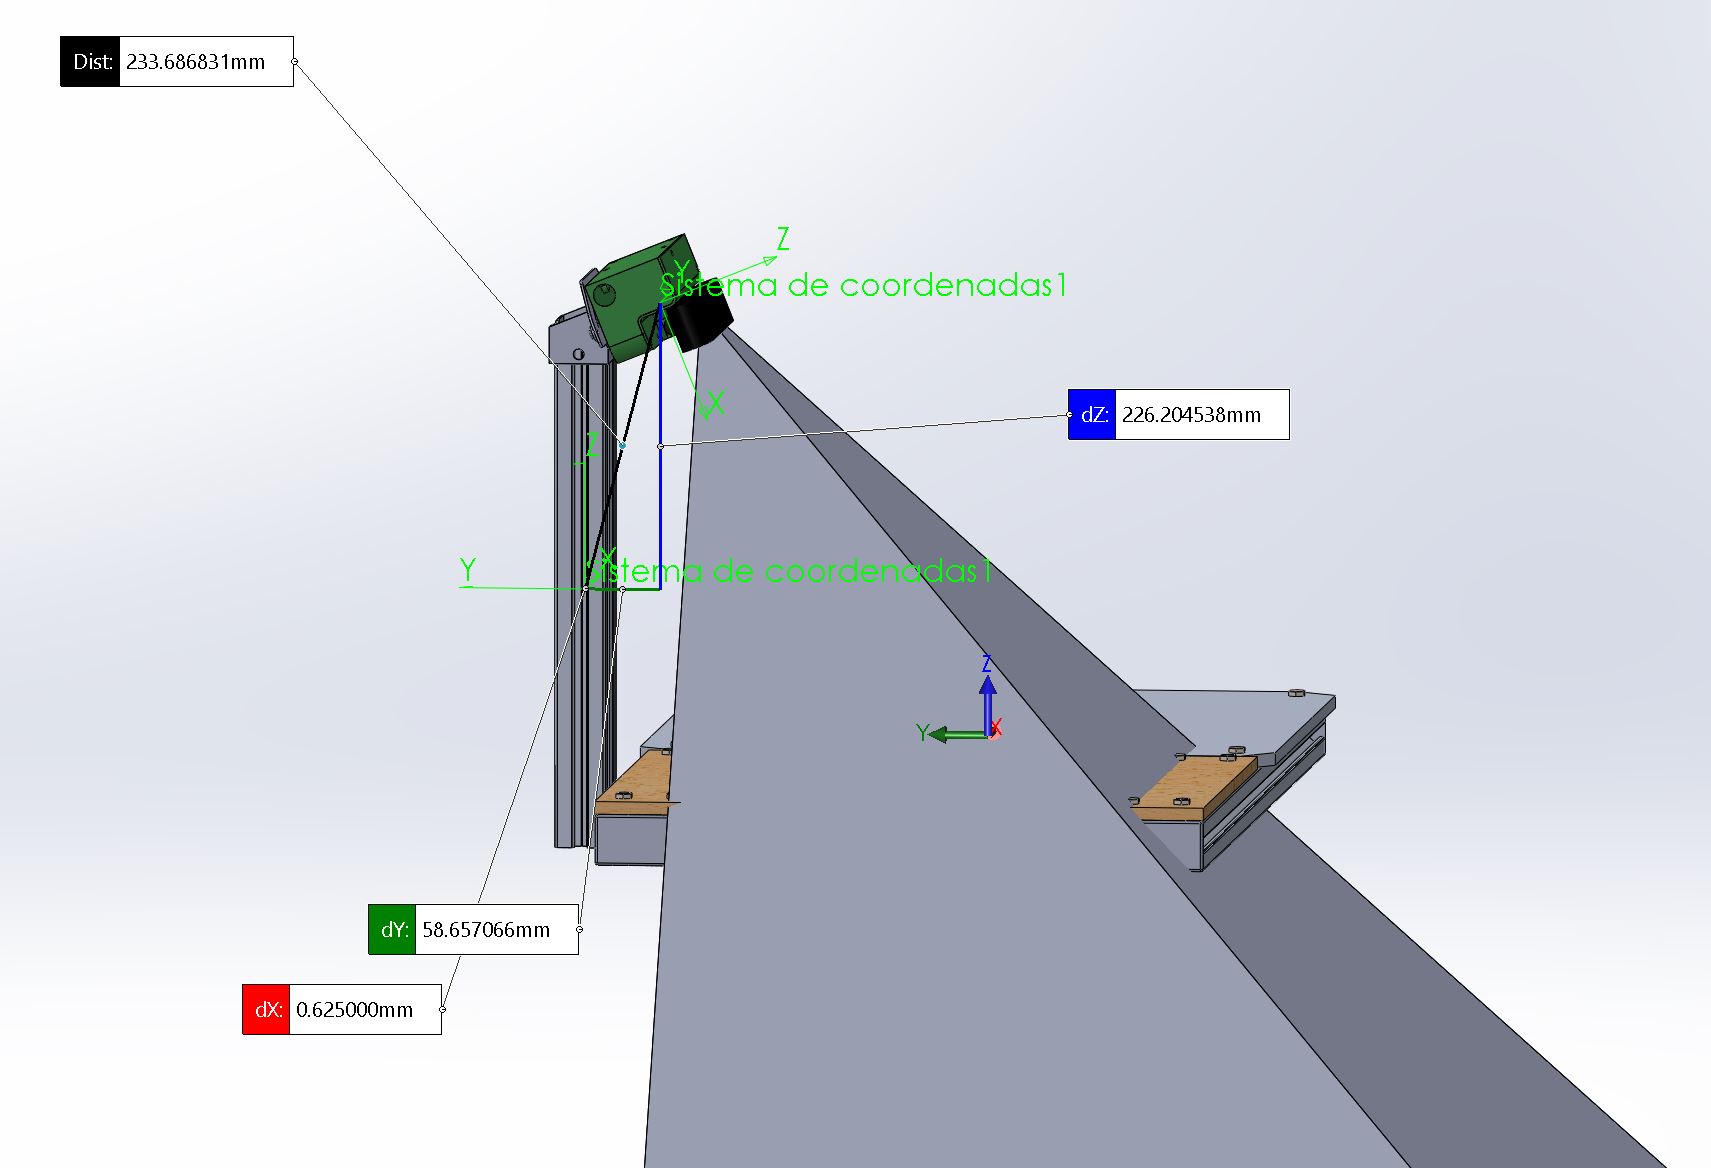 Dist: 233.686831mm
Z
Y
Sistema de coordenadas1
X
dZ: 226.204538mm
Z
Y
X
Sistema de coordenadas1
Z
Y
X
dY: 58.657066mm
dX: 0.625000mm